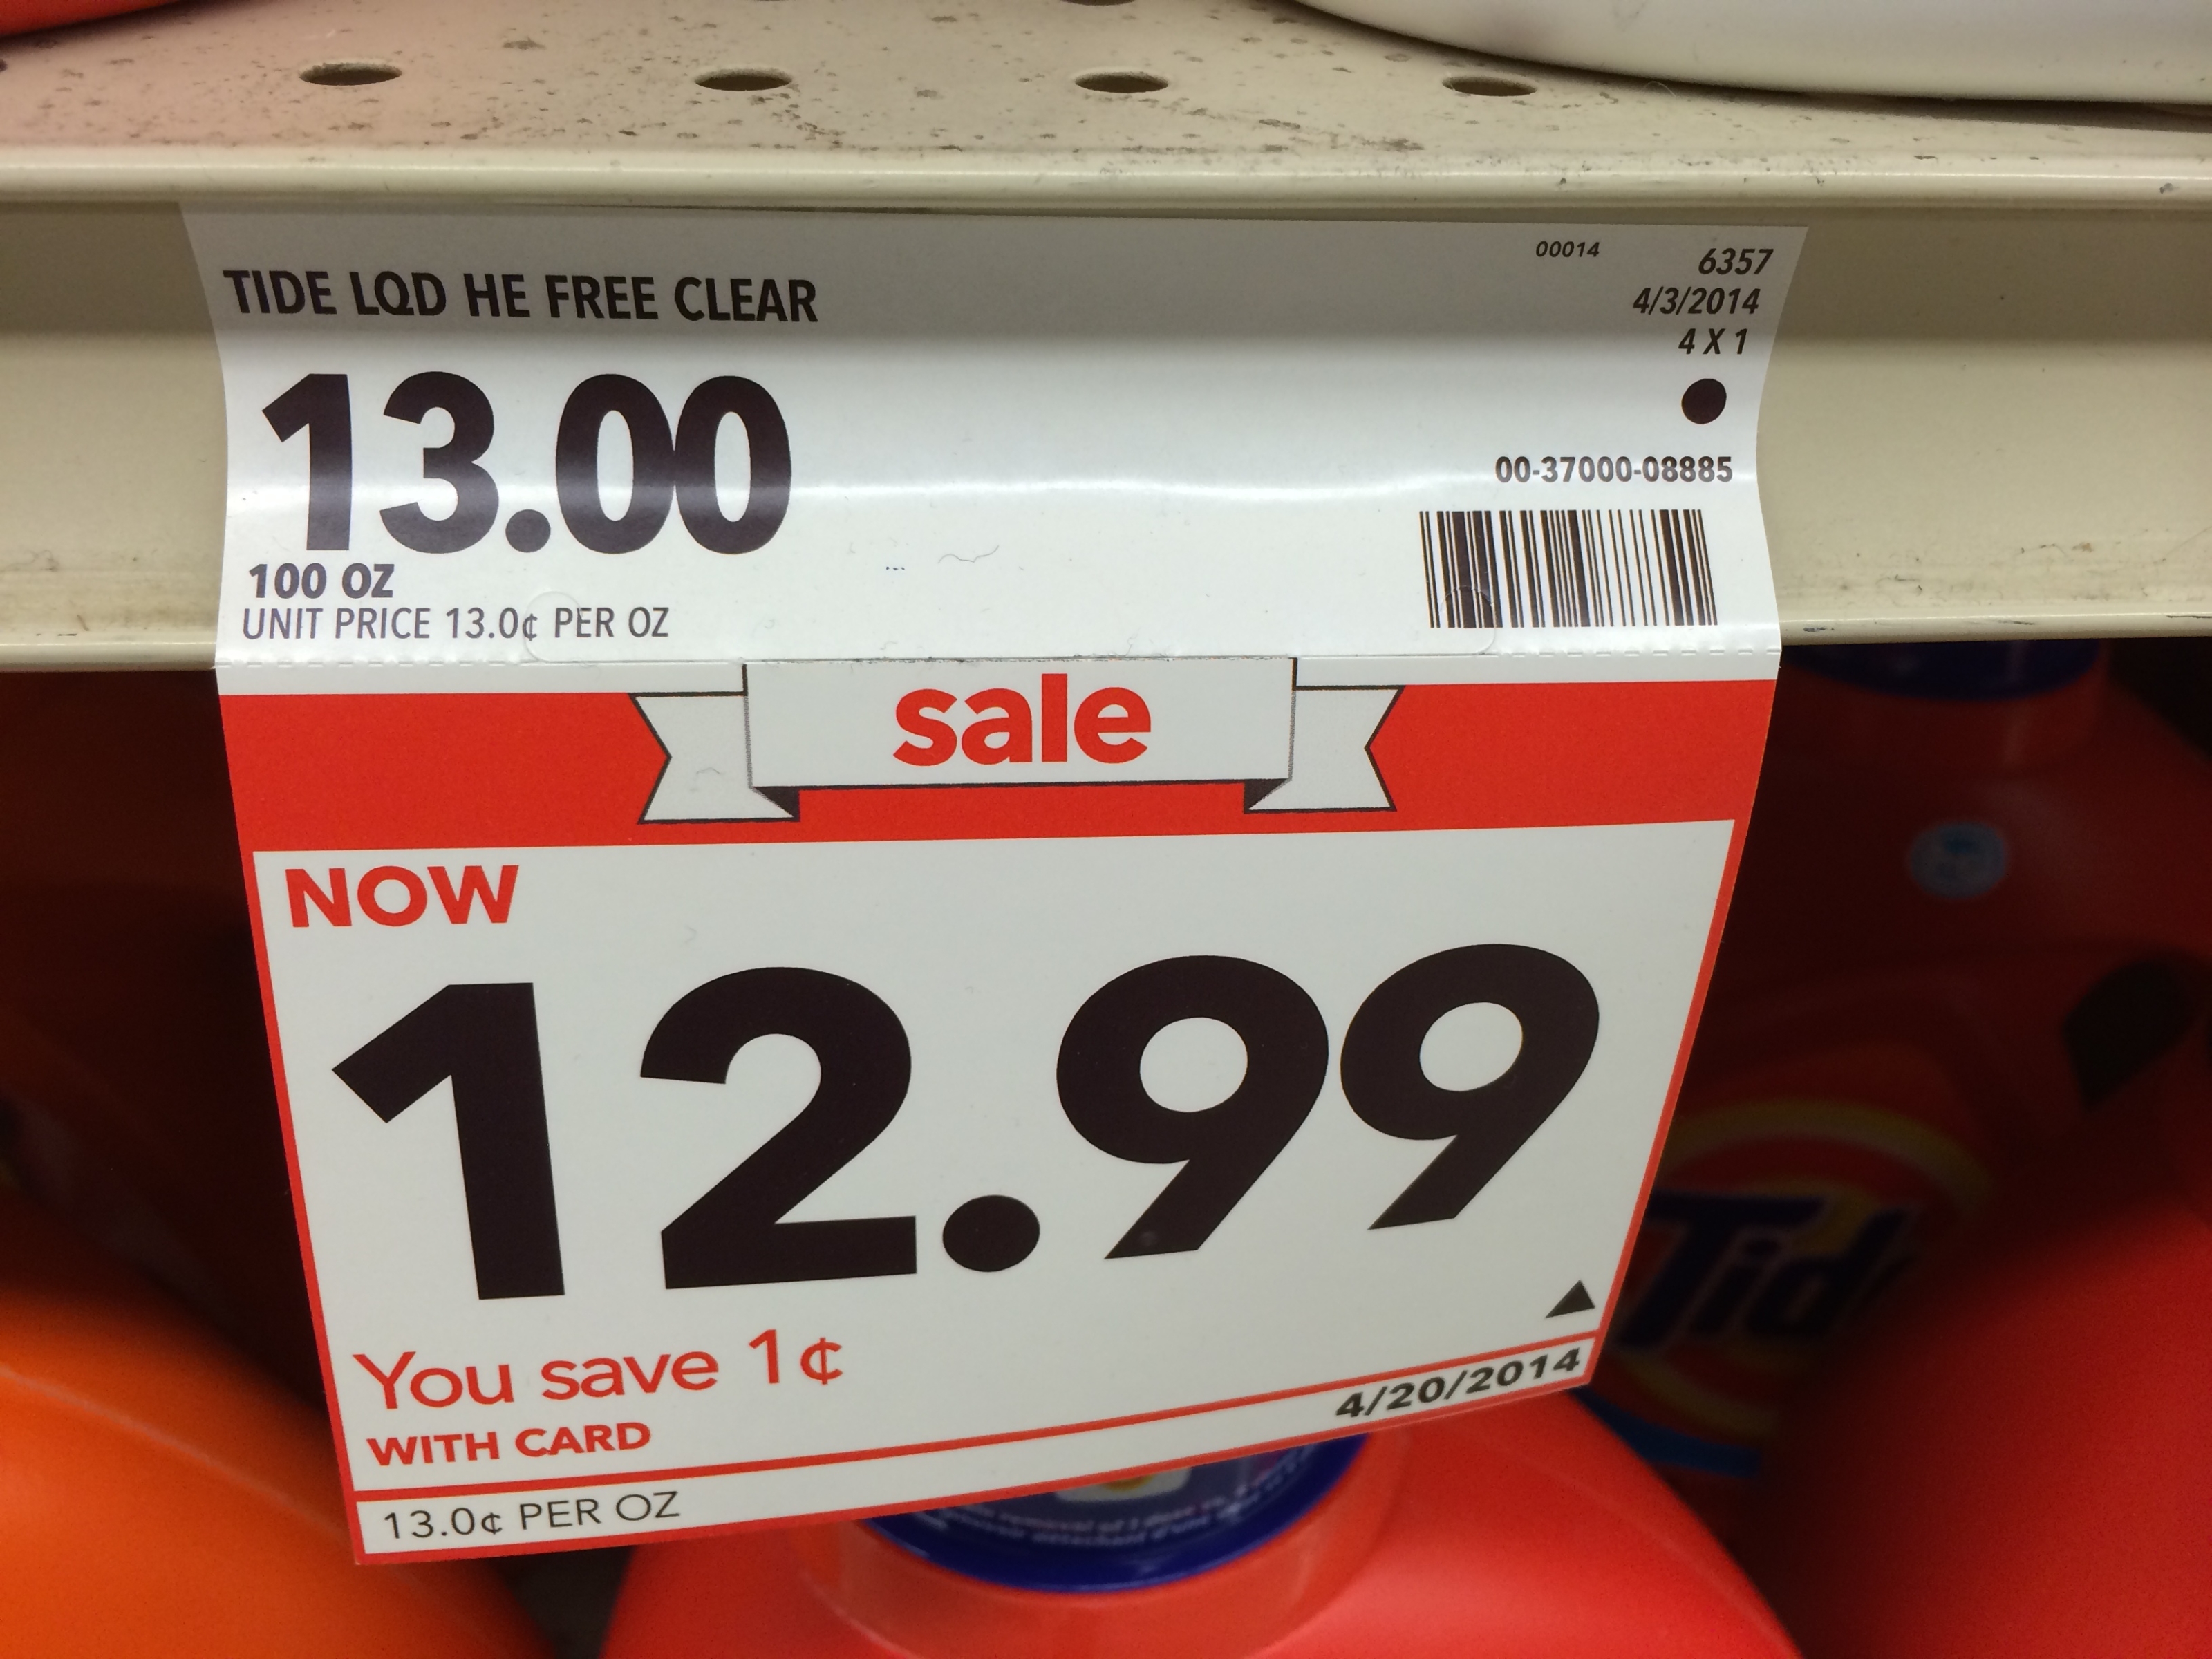 TIDE LQD HE FREE CLEAR
00014
6357
4/3/2014
4 X 1
13.00
00-37000-08885
100 OZ
UNIT PRICE 13.0¢ PER OZ
sale
NOW
12.99
You save 1¢
WITH CARD
4/20/2014
13.0¢ PER OZ
Tide